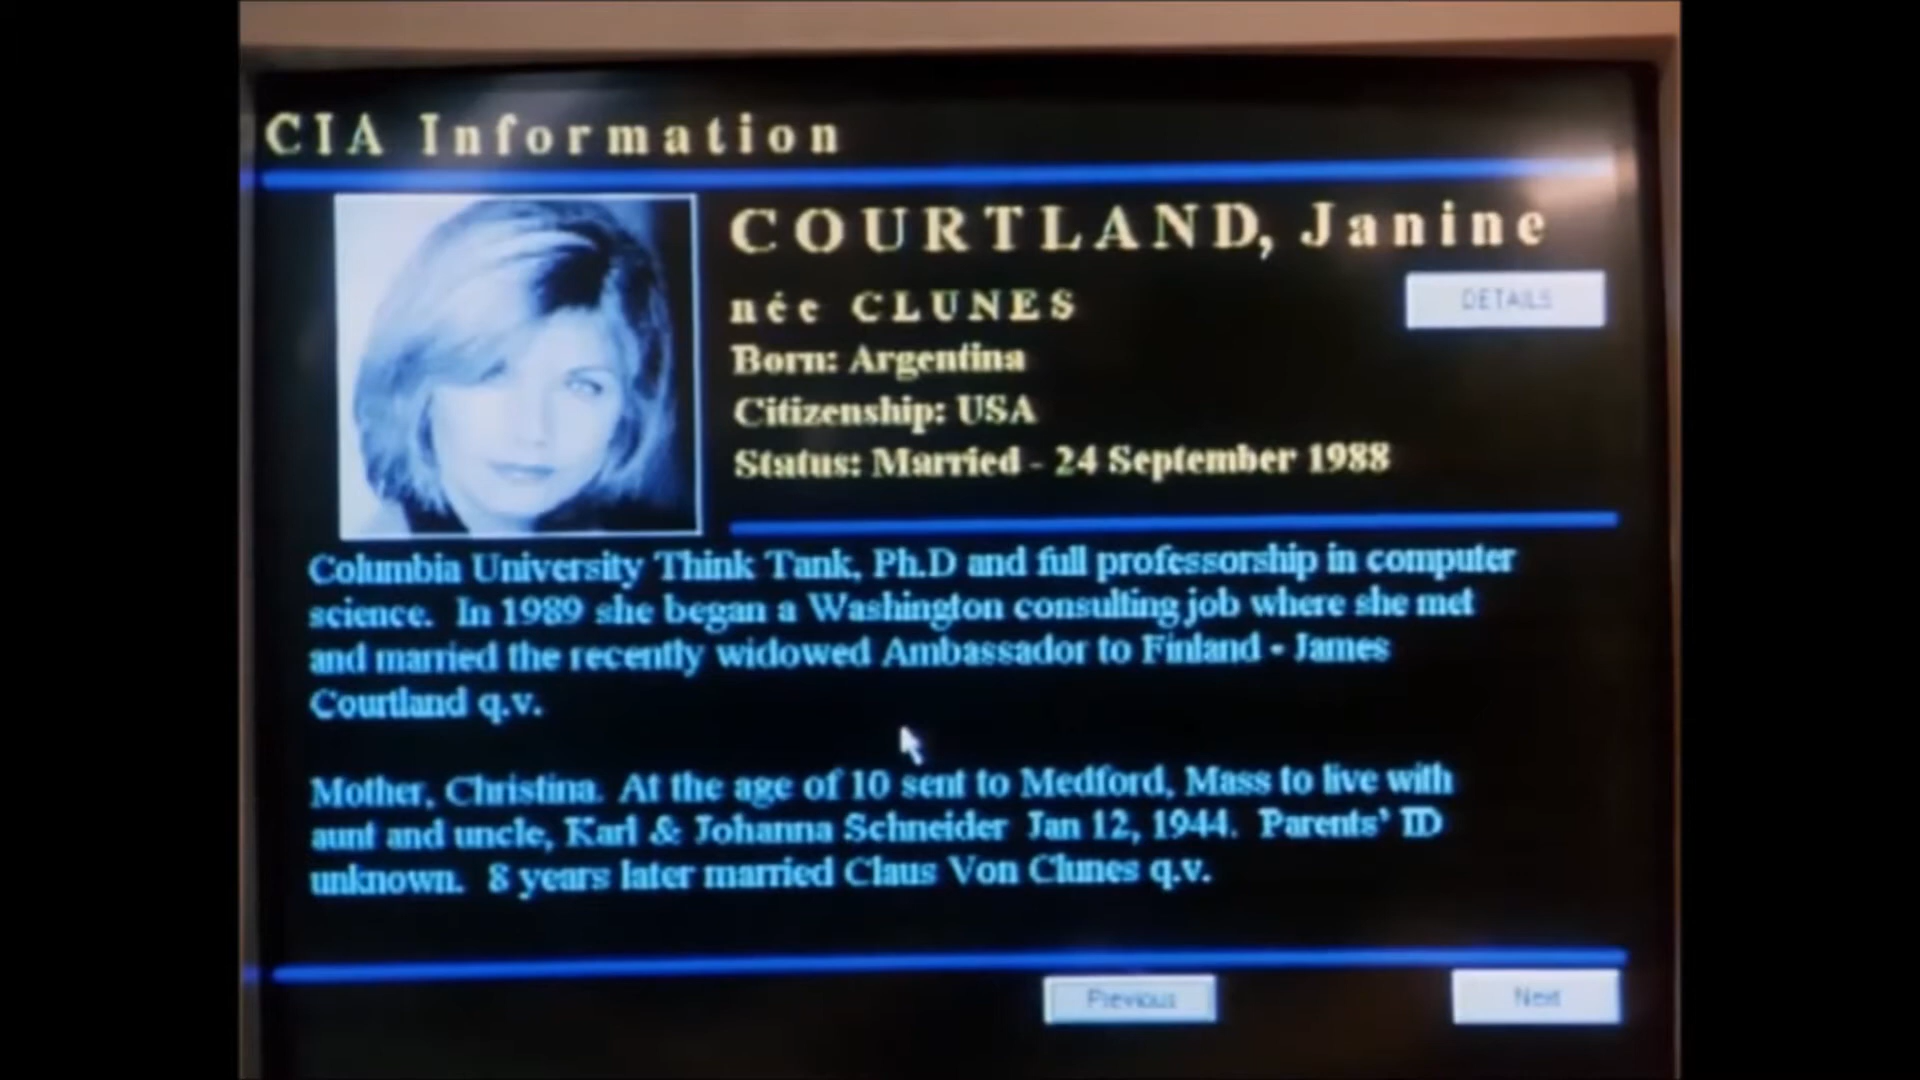 CIA Information
COURTLAND, Janine
née CLUNES
DETAILS
Born: Argentina
Citizenship: USA
Status: Married - 24 September 1988
Columbia University Think Tank, Ph.D and full professorship in computer
science. In 1989 she began a Washington consulting job where she met
and married the recently widowed Ambassador to Finland - James
Courtland q.v.
Mother, Christina. At the age of 10 sent to Medford, Mass to live with
aunt and uncle, Karl & Johanna Schneider Jan 12, 1944. Parents' ID
unknown. 8 years later married Claus Von Clunes q.v.
Previous
Next